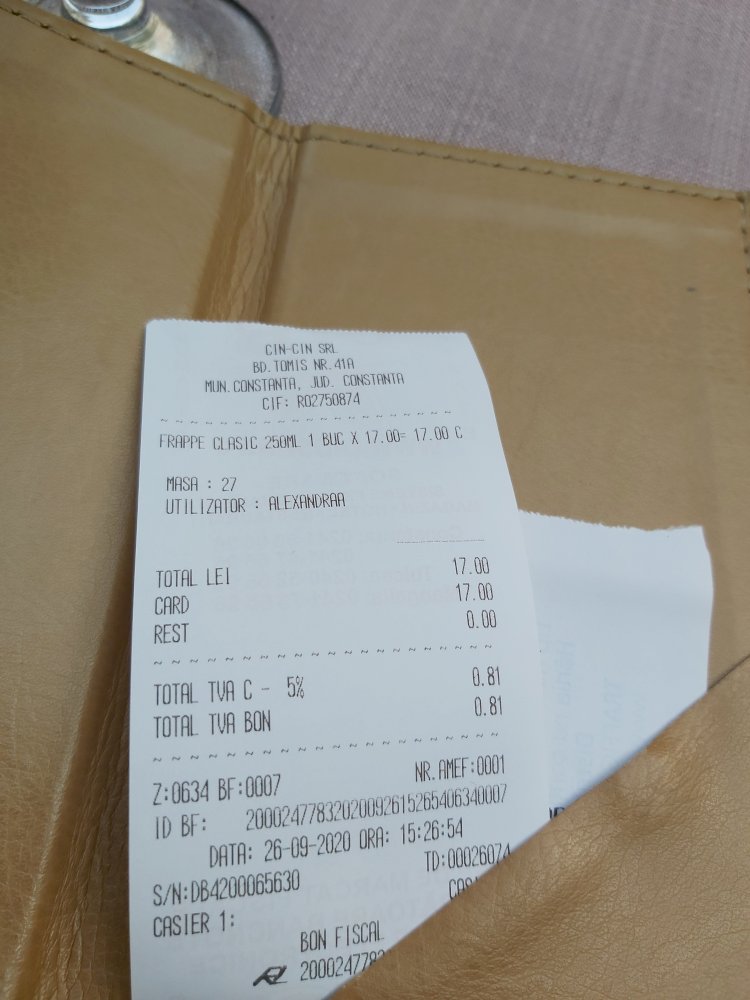 CIN-CIN SRL
BD.TOMIS NR.41A
MUN.CONSTANTA, JUD. CONSTANTA
CIF: RO2750874
FRAPPE CLASIC 250ML 1 BUC X 17.00= 17.00 C
MASA : 27
UTILIZATOR : ALEXANDRAA
TOTAL LEI 17.00
CARD 17.00
REST 0.00
TOTAL TVA C - 5% 0.81
TOTAL TVA BON 0.81
Z:0634 BF:0007 NR.AMEF:0001
ID BF: 20002477832020092615265406340007
DATA: 26-09-2020 ORA: 15:26:54
S/N:DB4200065630 TD:00026074
CASIER 1:
BON FISCAL